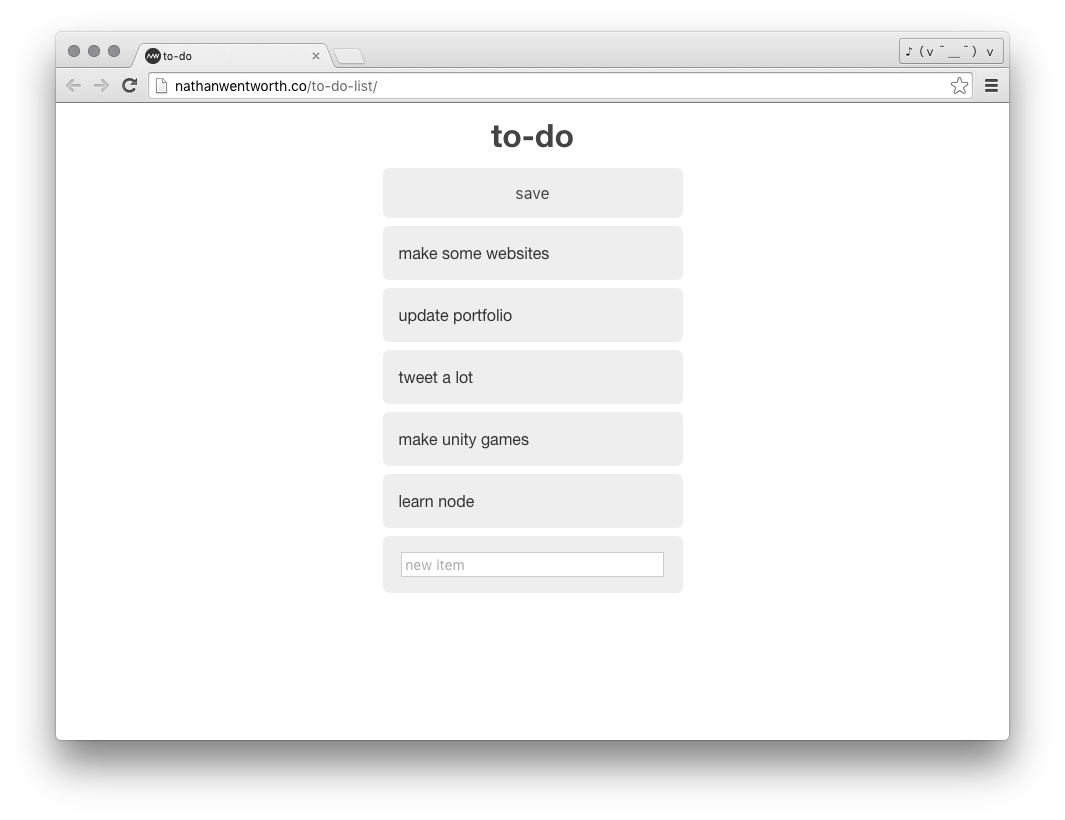 to-do
♪ (v ¯__¯) v
nathanwentworth.co/to-do-list/
to-do
save
make some websites
update portfolio
tweet a lot
make unity games
learn node
new item